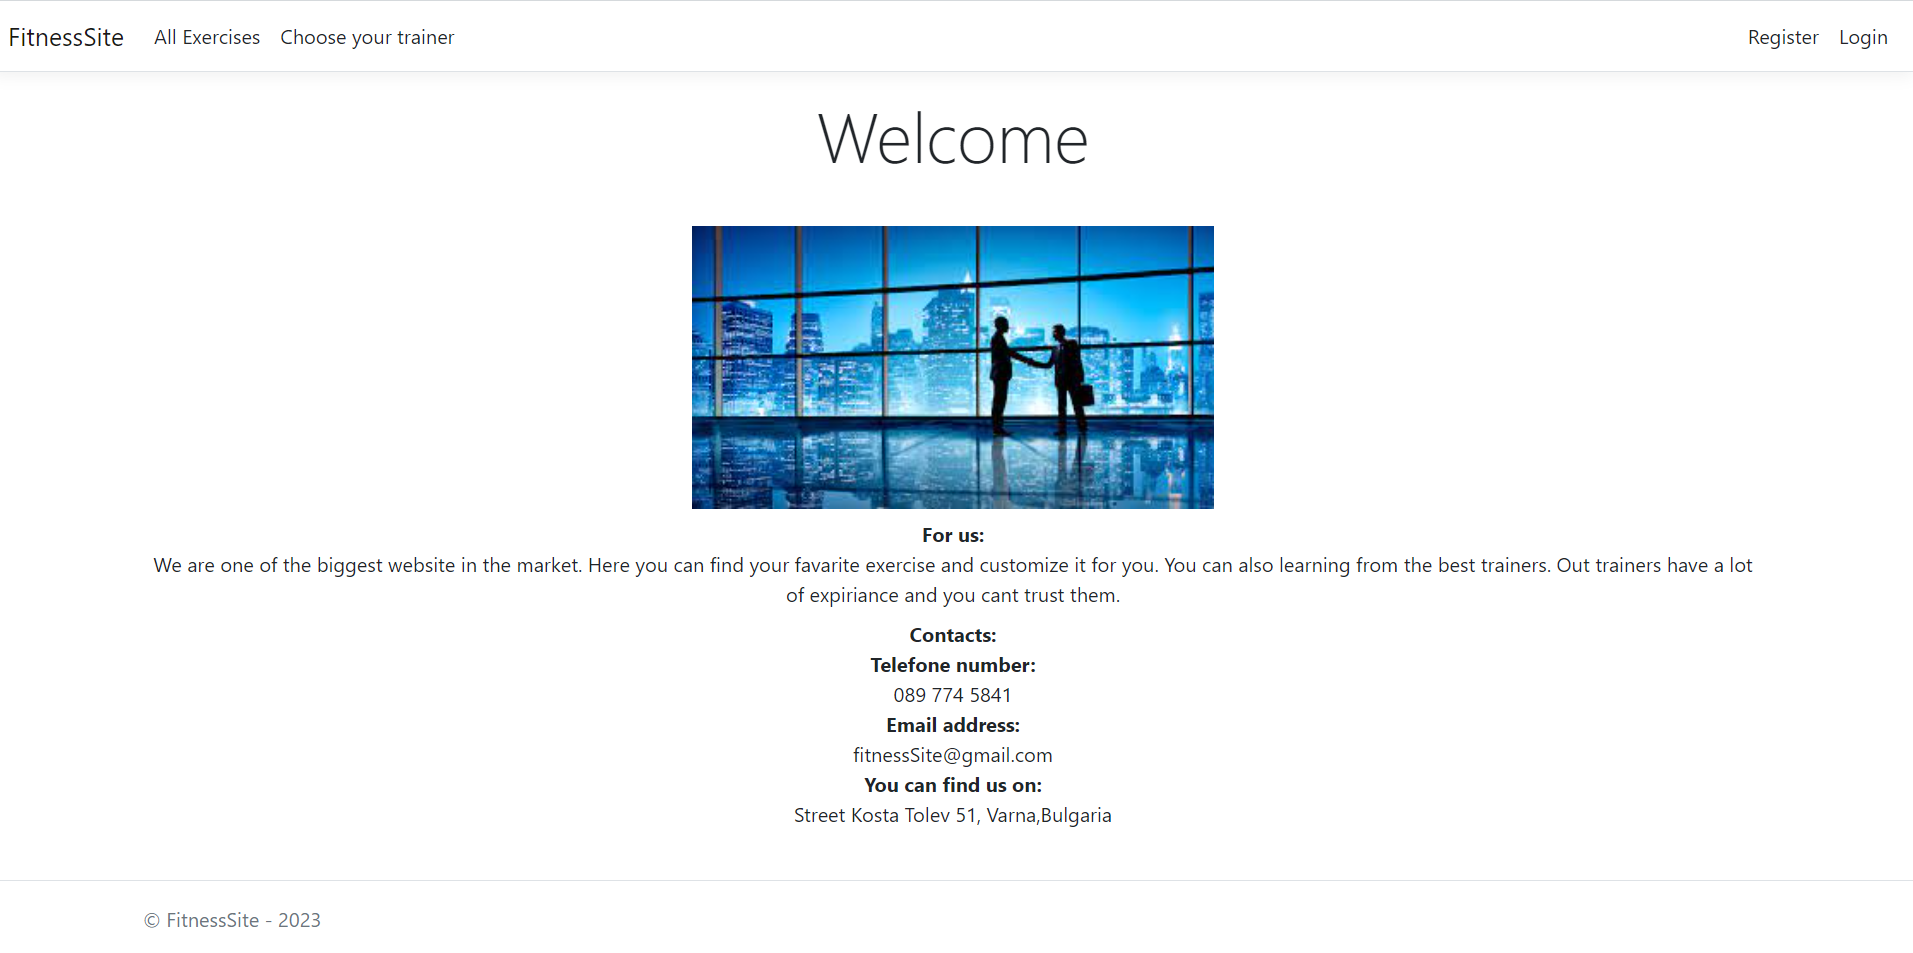 FitnessSite All Exercises Choose your trainer Register Login
Welcome
For us:
We are one of the biggest website in the market. Here you can find your favarite exercise and customize it for you. You can also learning from the best trainers. Out trainers have a lot
of expiriance and you cant trust them.
Contacts:
Telefone number:
089 774 5841
Email address:
fitnessSite@gmail.com
You can find us on:
Street Kosta Tolev 51, Varna,Bulgaria
© FitnessSite - 2023